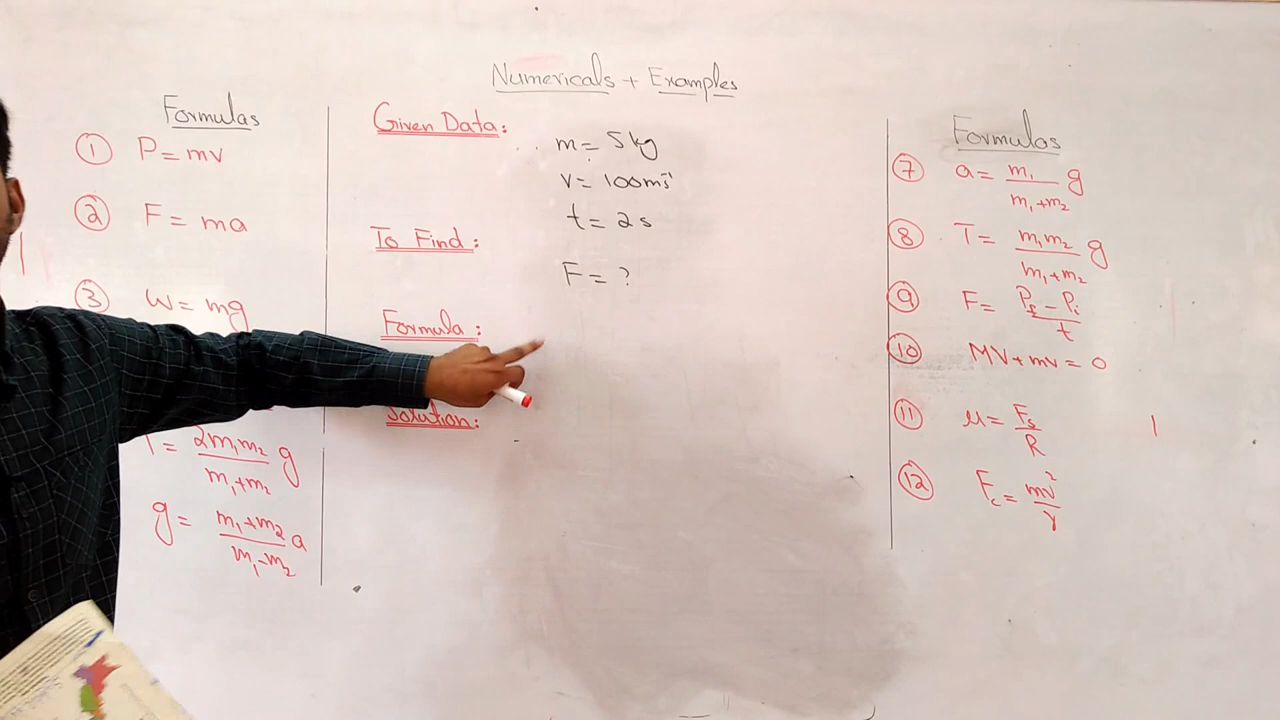 Numericals + Examples
Formulas
① P = mv
② F = ma
③ w = mg
T = 2m₁m₂ / m₁+m₂ g
g = m₁+m₂ / m₁-m₂ a
Given Data:
m = 5kg
v = 100ms⁻¹
t = 2s
To Find:
F = ?
Formula:
Solution:
Formulas
⑦ a = m₁ / m₁+m₂ g
⑧ T = m₁m₂ / m₁+m₂ g
⑨ F = Pf - Pi / t
⑩ MV + mv = 0
⑪ μ = Fs / R
⑫ Fc = mv² / r